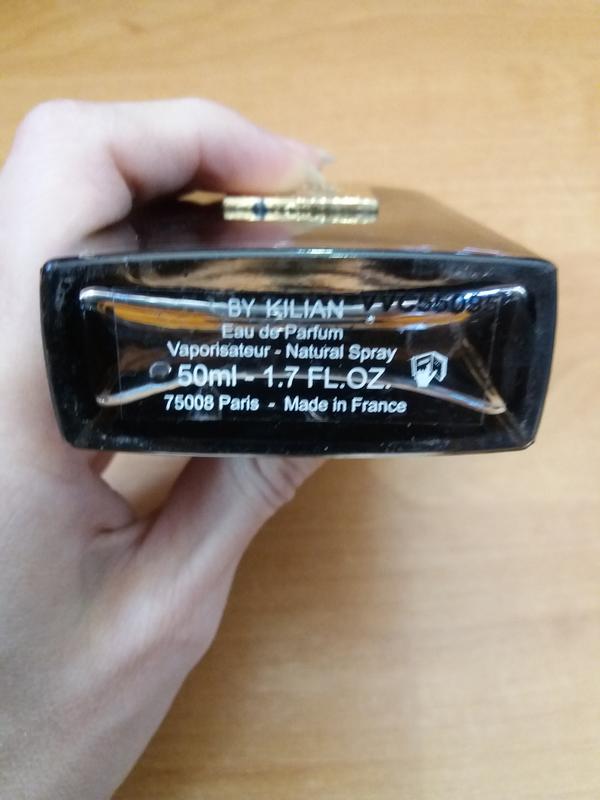 BY KILIAN
Eau de Parfum
Vaporisateur - Natural Spray
50ml - 1.7 FL.OZ.
75008 Paris - Made in France